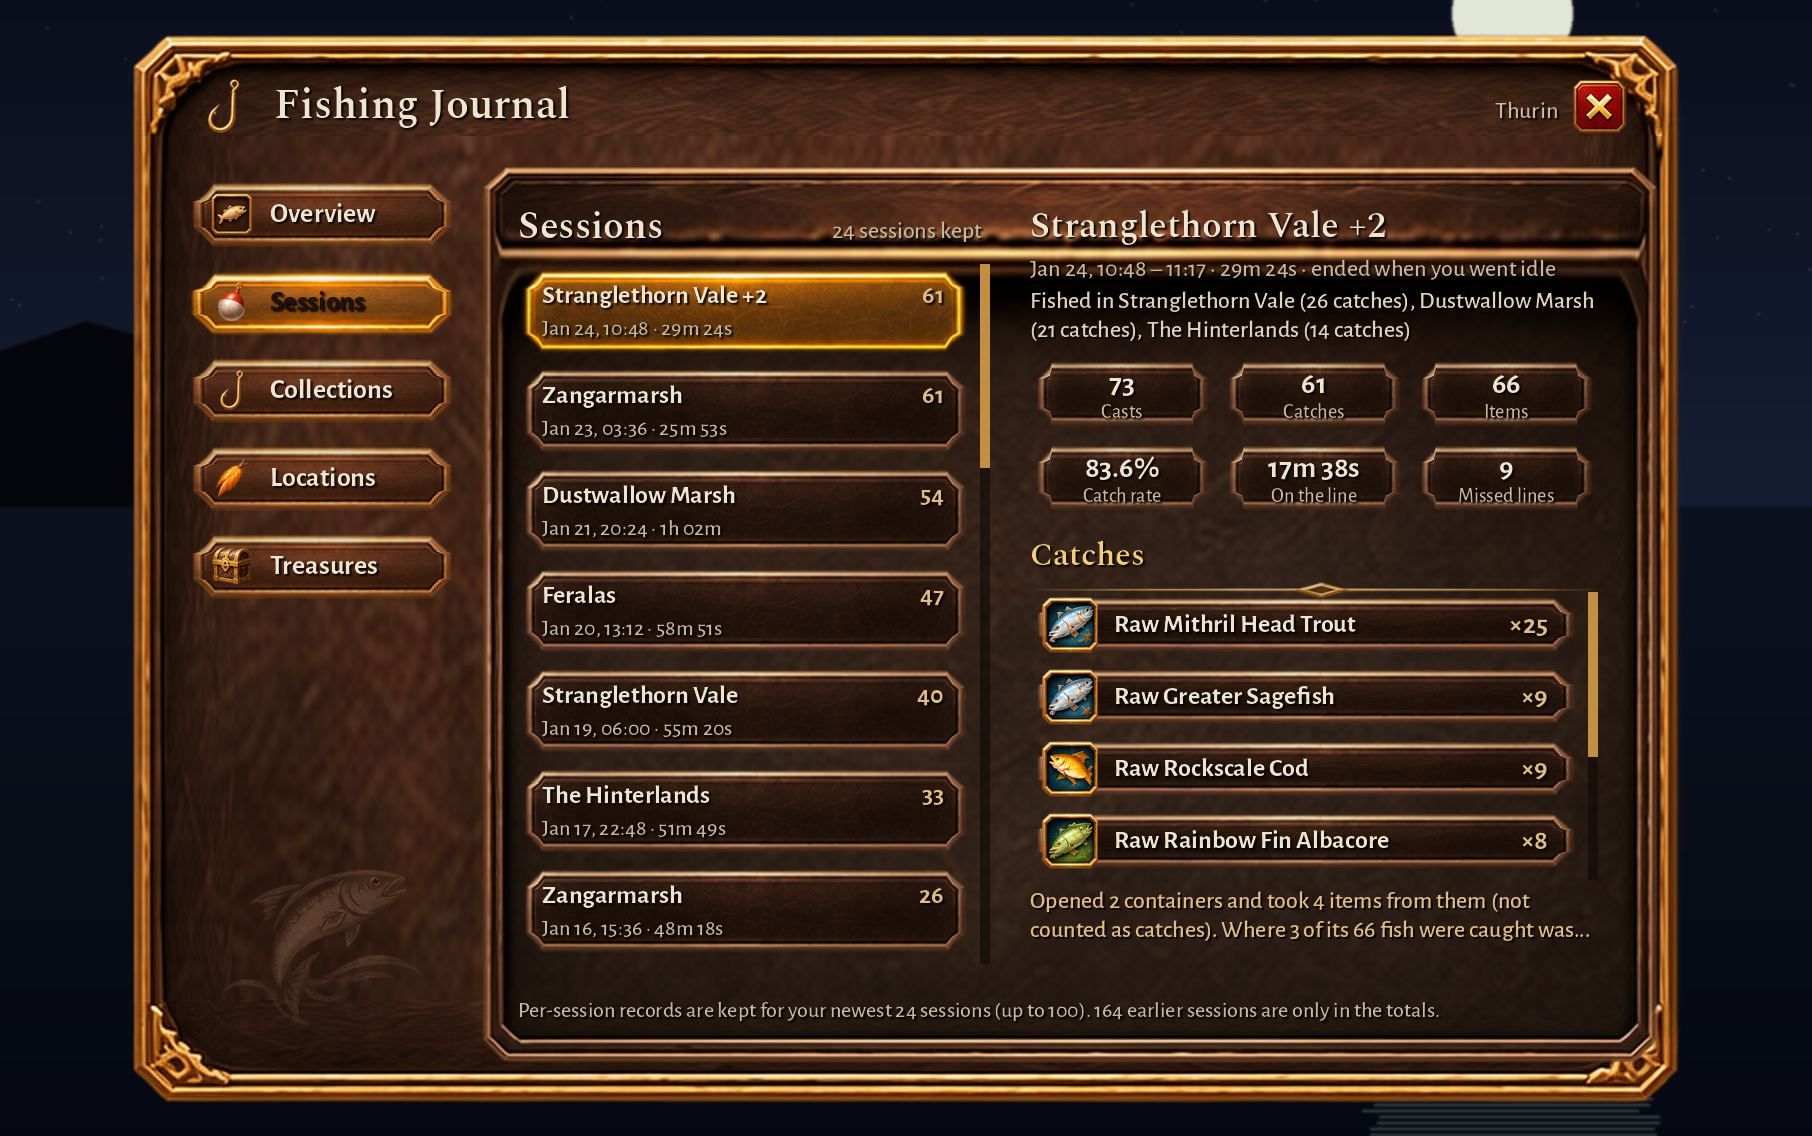 Fishing Journal
Thurin
Overview
Sessions
Collections
Locations
Treasures
Sessions
24 sessions kept
Stranglethorn Vale +2
61
Jan 24, 10:48 · 29m 24s
Zangarmarsh
61
Jan 23, 03:36 · 25m 53s
Dustwallow Marsh
54
Jan 21, 20:24 · 1h 02m
Feralas
47
Jan 20, 13:12 · 58m 51s
Stranglethorn Vale
40
Jan 19, 06:00 · 55m 20s
The Hinterlands
33
Jan 17, 22:48 · 51m 49s
Zangarmarsh
26
Jan 16, 15:36 · 48m 18s
Stranglethorn Vale +2
Jan 24, 10:48 – 11:17 · 29m 24s · ended when you went idle
Fished in Stranglethorn Vale (26 catches), Dustwallow Marsh
(21 catches), The Hinterlands (14 catches)
73
Casts
61
Catches
66
Items
83.6%
Catch rate
17m 38s
On the line
9
Missed lines
Catches
Raw Mithril Head Trout
×25
Raw Greater Sagefish
×9
Raw Rockscale Cod
×9
Raw Rainbow Fin Albacore
×8
Opened 2 containers and took 4 items from them (not
counted as catches). Where 3 of its 66 fish were caught was...
Per-session records are kept for your newest 24 sessions (up to 100). 164 earlier sessions are only in the totals.